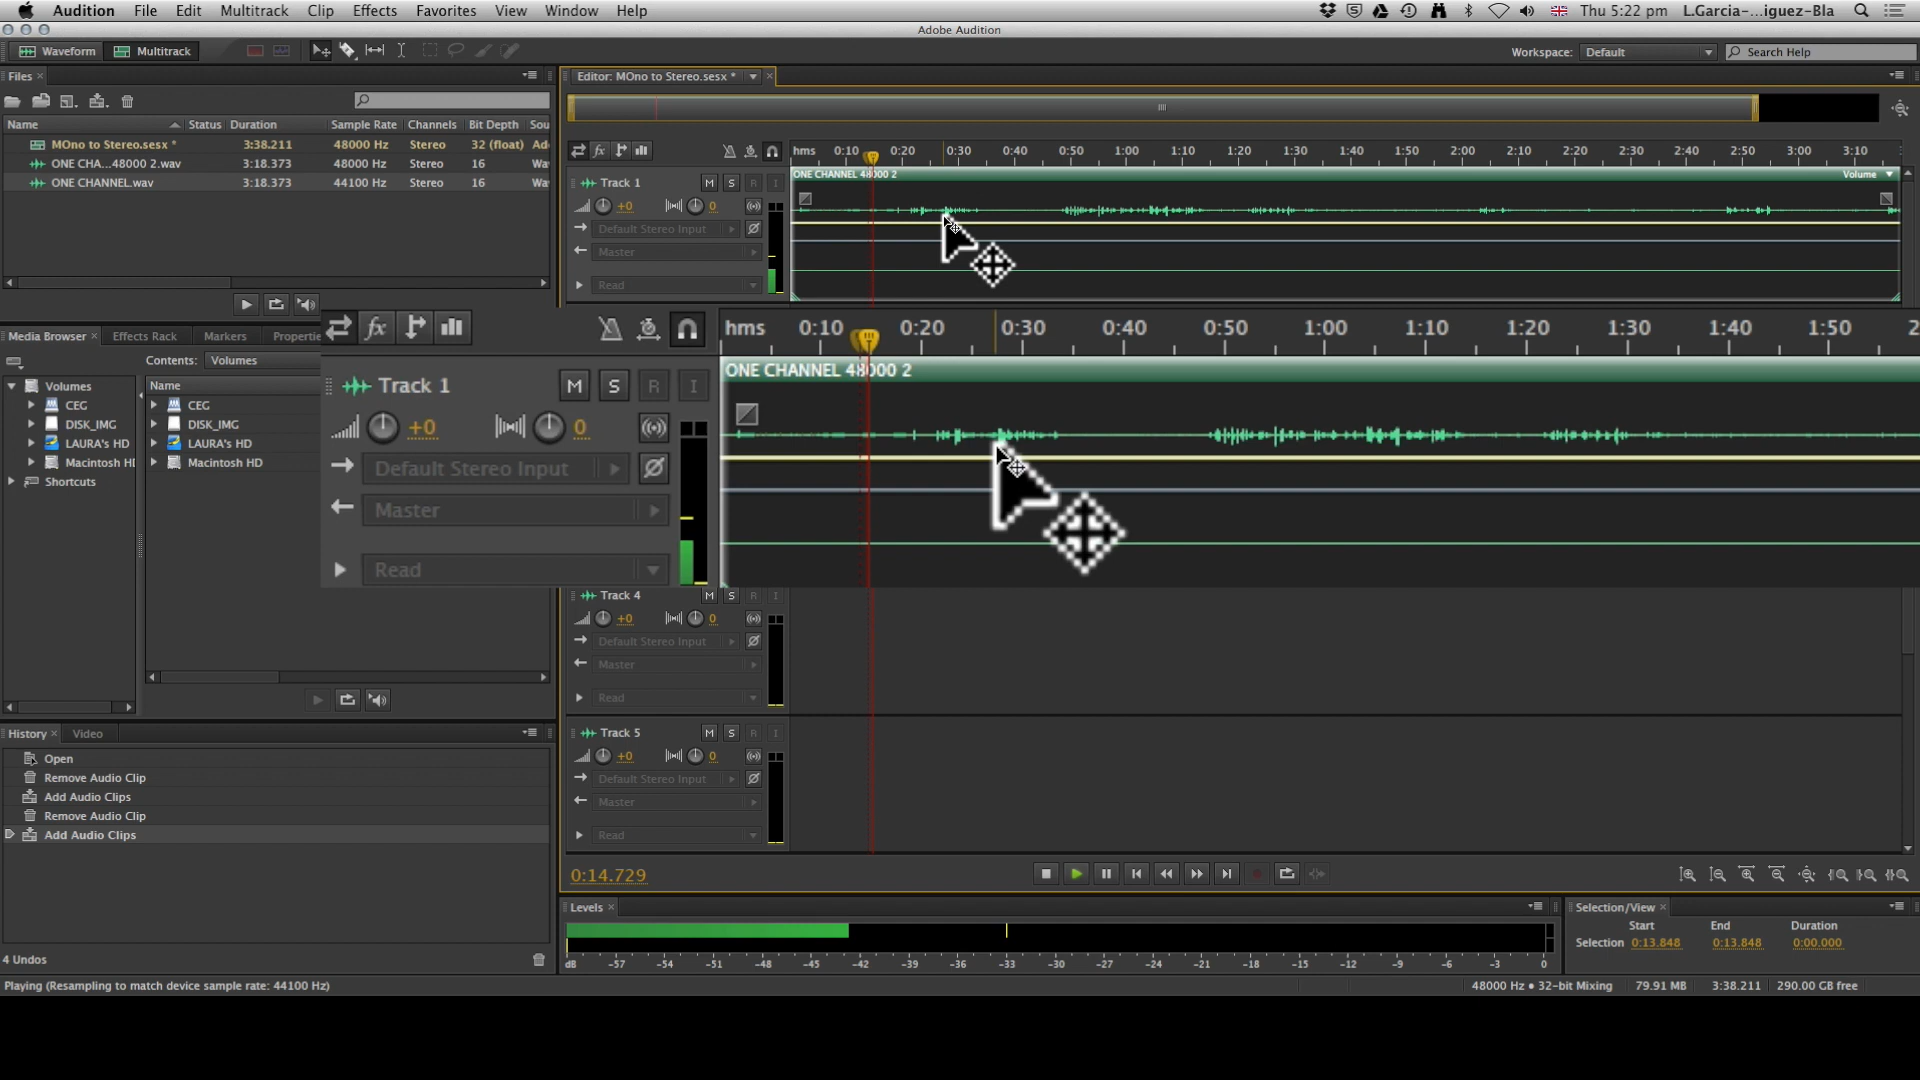 Audition File Edit Multitrack Clip Effects Favorites View Window Help Thu 5:22 pm L.Garcia-...iguez-Bla
Adobe Audition
Waveform Multitrack Workspace: Default Search Help
Files Editor: MOno to Stereo.sesx *
Name Status Duration Sample Rate Channels Bit Depth Sou
MOno to Stereo.sesx * 3:38.211 48000 Hz Stereo 32 (float) Ad
ONE CHA...48000 2.wav 3:18.373 48000 Hz Stereo 16 Wa
ONE CHANNEL.wav 3:18.373 44100 Hz Stereo 16 Wa
fx hms 0:10 0:20 0:30 0:40 0:50 1:00 1:10 1:20 1:30 1:40 1:50 2:00 2:10 2:20 2:30 2:40 2:50 3:00 3:10
ONE CHANNEL 48000 2 Volume
Track 1 M S R I
+0 0
Default Stereo Input
Master
Read
Media Browser Effects Rack Markers Propertie
Contents: Volumes
Name
Volumes
CEG
DISK_IMG
LAURA's HD
Macintosh HD
Shortcuts
CEG
DISK_IMG
LAURA's HD
Macintosh HD
fx hms 0:10 0:20 0:30 0:40 0:50 1:00 1:10 1:20 1:30 1:40 1:50 2
ONE CHANNEL 48000 2
Track 1 M S R I
+0 0
Default Stereo Input
Master
Read
Track 4 M S R I
+0 0
Default Stereo Input
Master
Read
Track 5 M S R I
+0 0
Default Stereo Input
Master
Read
History Video
Open
Remove Audio Clip
Add Audio Clips
Remove Audio Clip
Add Audio Clips
4 Undos
0:14.729
Levels
dB -57 -54 -51 -48 -45 -42 -39 -36 -33 -30 -27 -24 -21 -18 -15 -12 -9 -6 -3 0
Selection/View
Start End Duration
Selection 0:13.848 0:13.848 0:00.000
Playing (Resampling to match device sample rate: 44100 Hz) 48000 Hz • 32-bit Mixing 79.91 MB 3:38.211 290.00 GB free